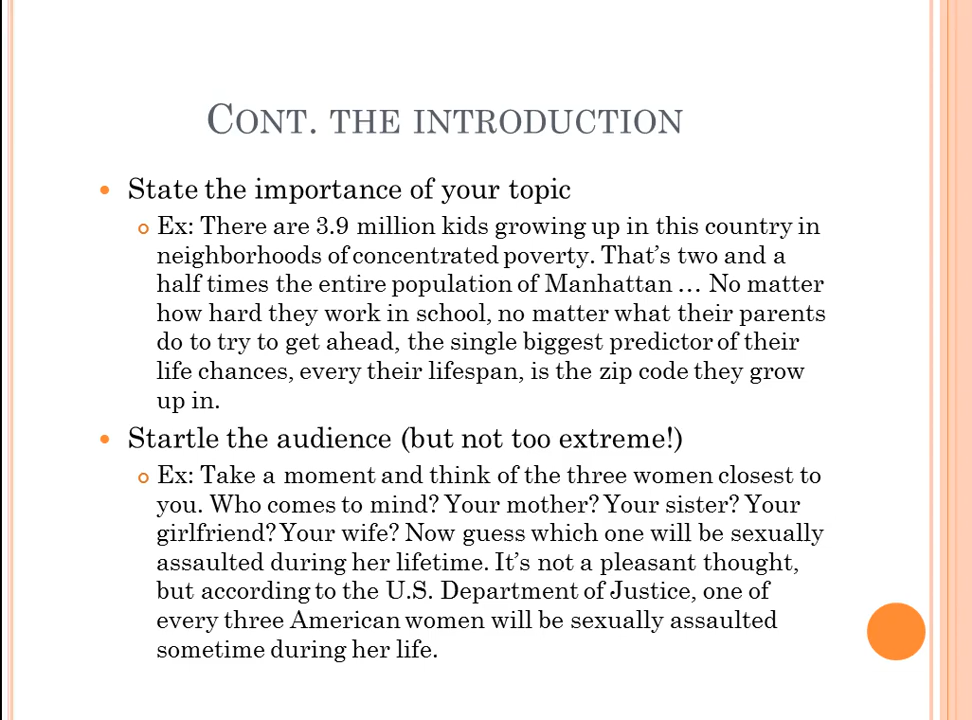 CONT. THE INTRODUCTION
State the importance of your topic
Ex: There are 3.9 million kids growing up in this country in
neighborhoods of concentrated poverty. That's two and a
half times the entire population of Manhattan … No matter
how hard they work in school, no matter what their parents
do to try to get ahead, the single biggest predictor of their
life chances, every their lifespan, is the zip code they grow
up in.
Startle the audience (but not too extreme!)
Ex: Take a moment and think of the three women closest to
you. Who comes to mind? Your mother? Your sister? Your
girlfriend? Your wife? Now guess which one will be sexually
assaulted during her lifetime. It's not a pleasant thought,
but according to the U.S. Department of Justice, one of
every three American women will be sexually assaulted
sometime during her life.